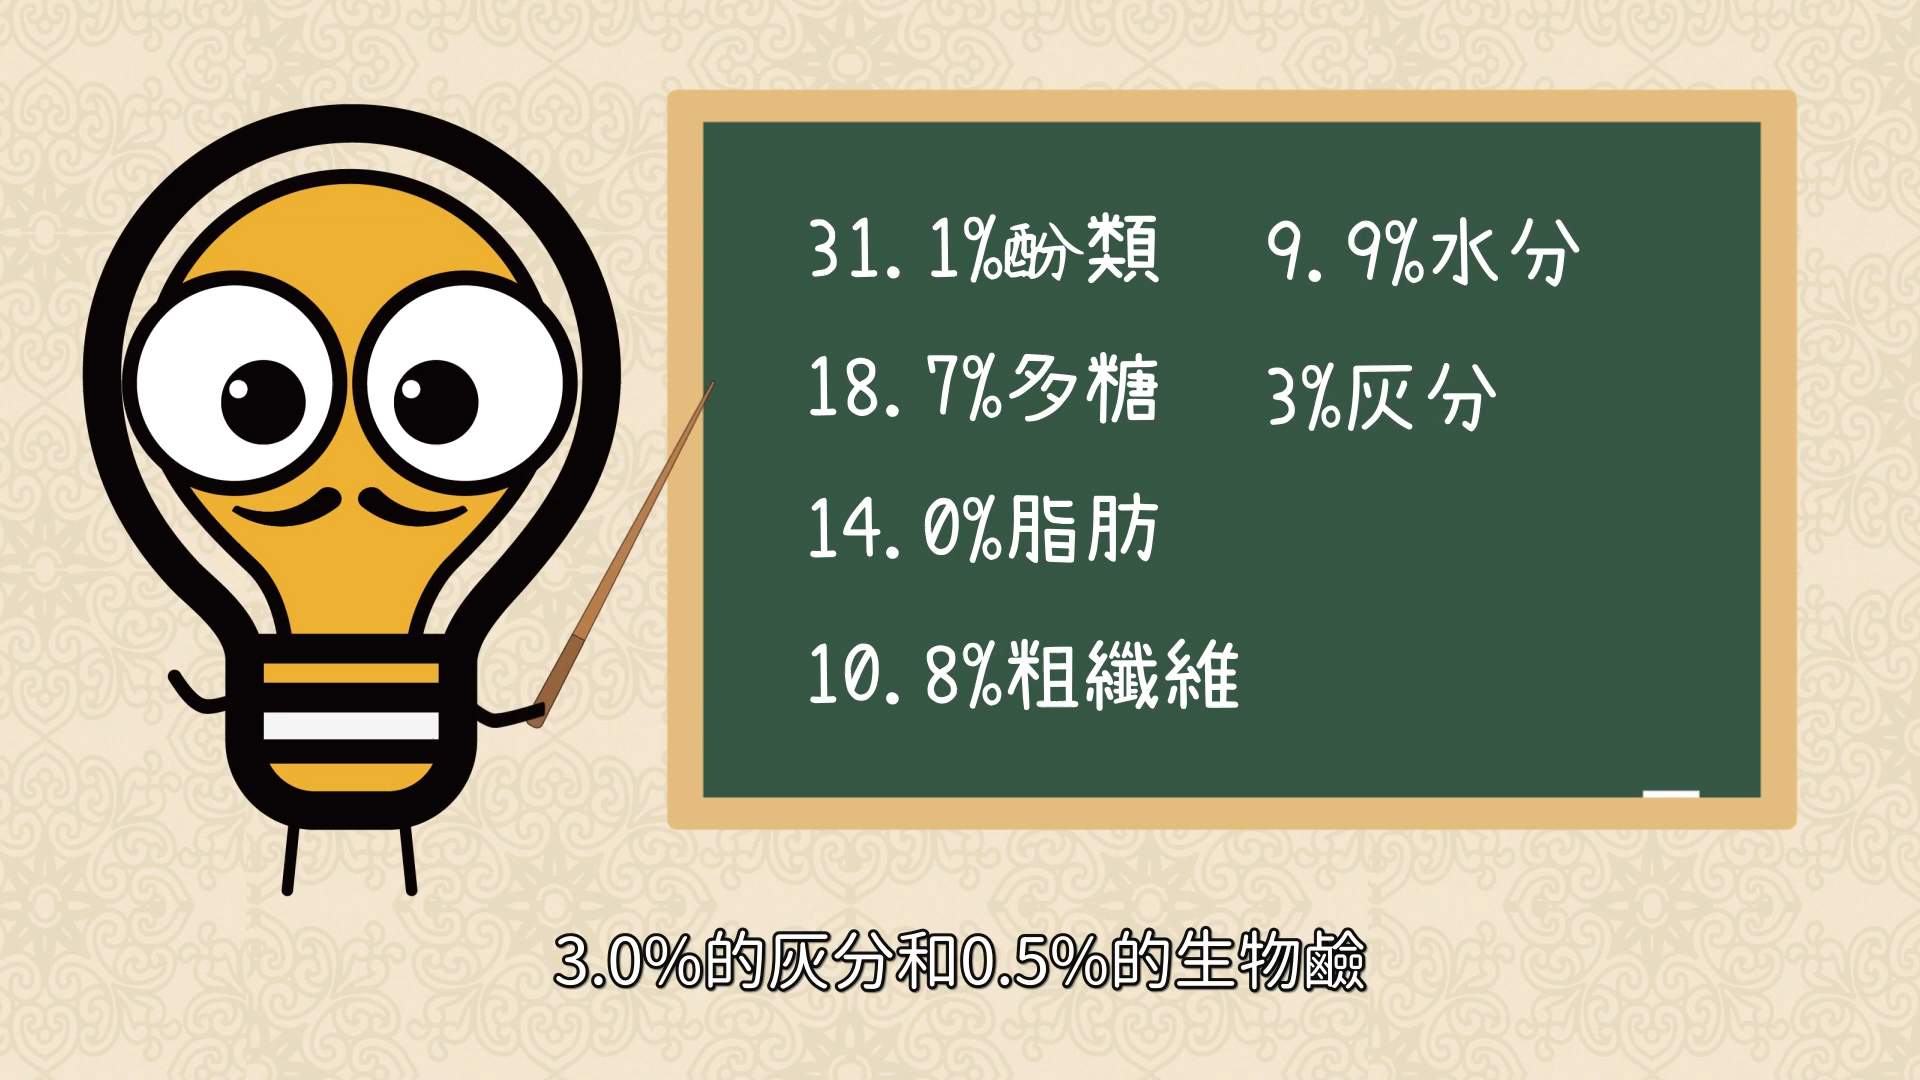 31.1%酚類
18.7%多糖
14.0%脂肪
10.8%粗纖維
9.9%水分
3%灰分
3.0%的灰分和0.5%的生物鹼